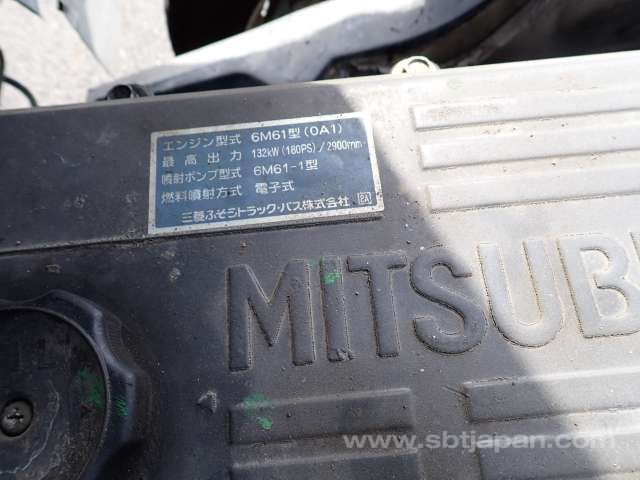 エンジン型式 6M61型(0A1)
最高出力 132kW(180PS)/2900rpm
噴射ポンプ型式 6M61-1型
燃料噴射方式 電子式
三菱ふそうトラック・バス株式会社
MITSUB
www.sbtjapan.com